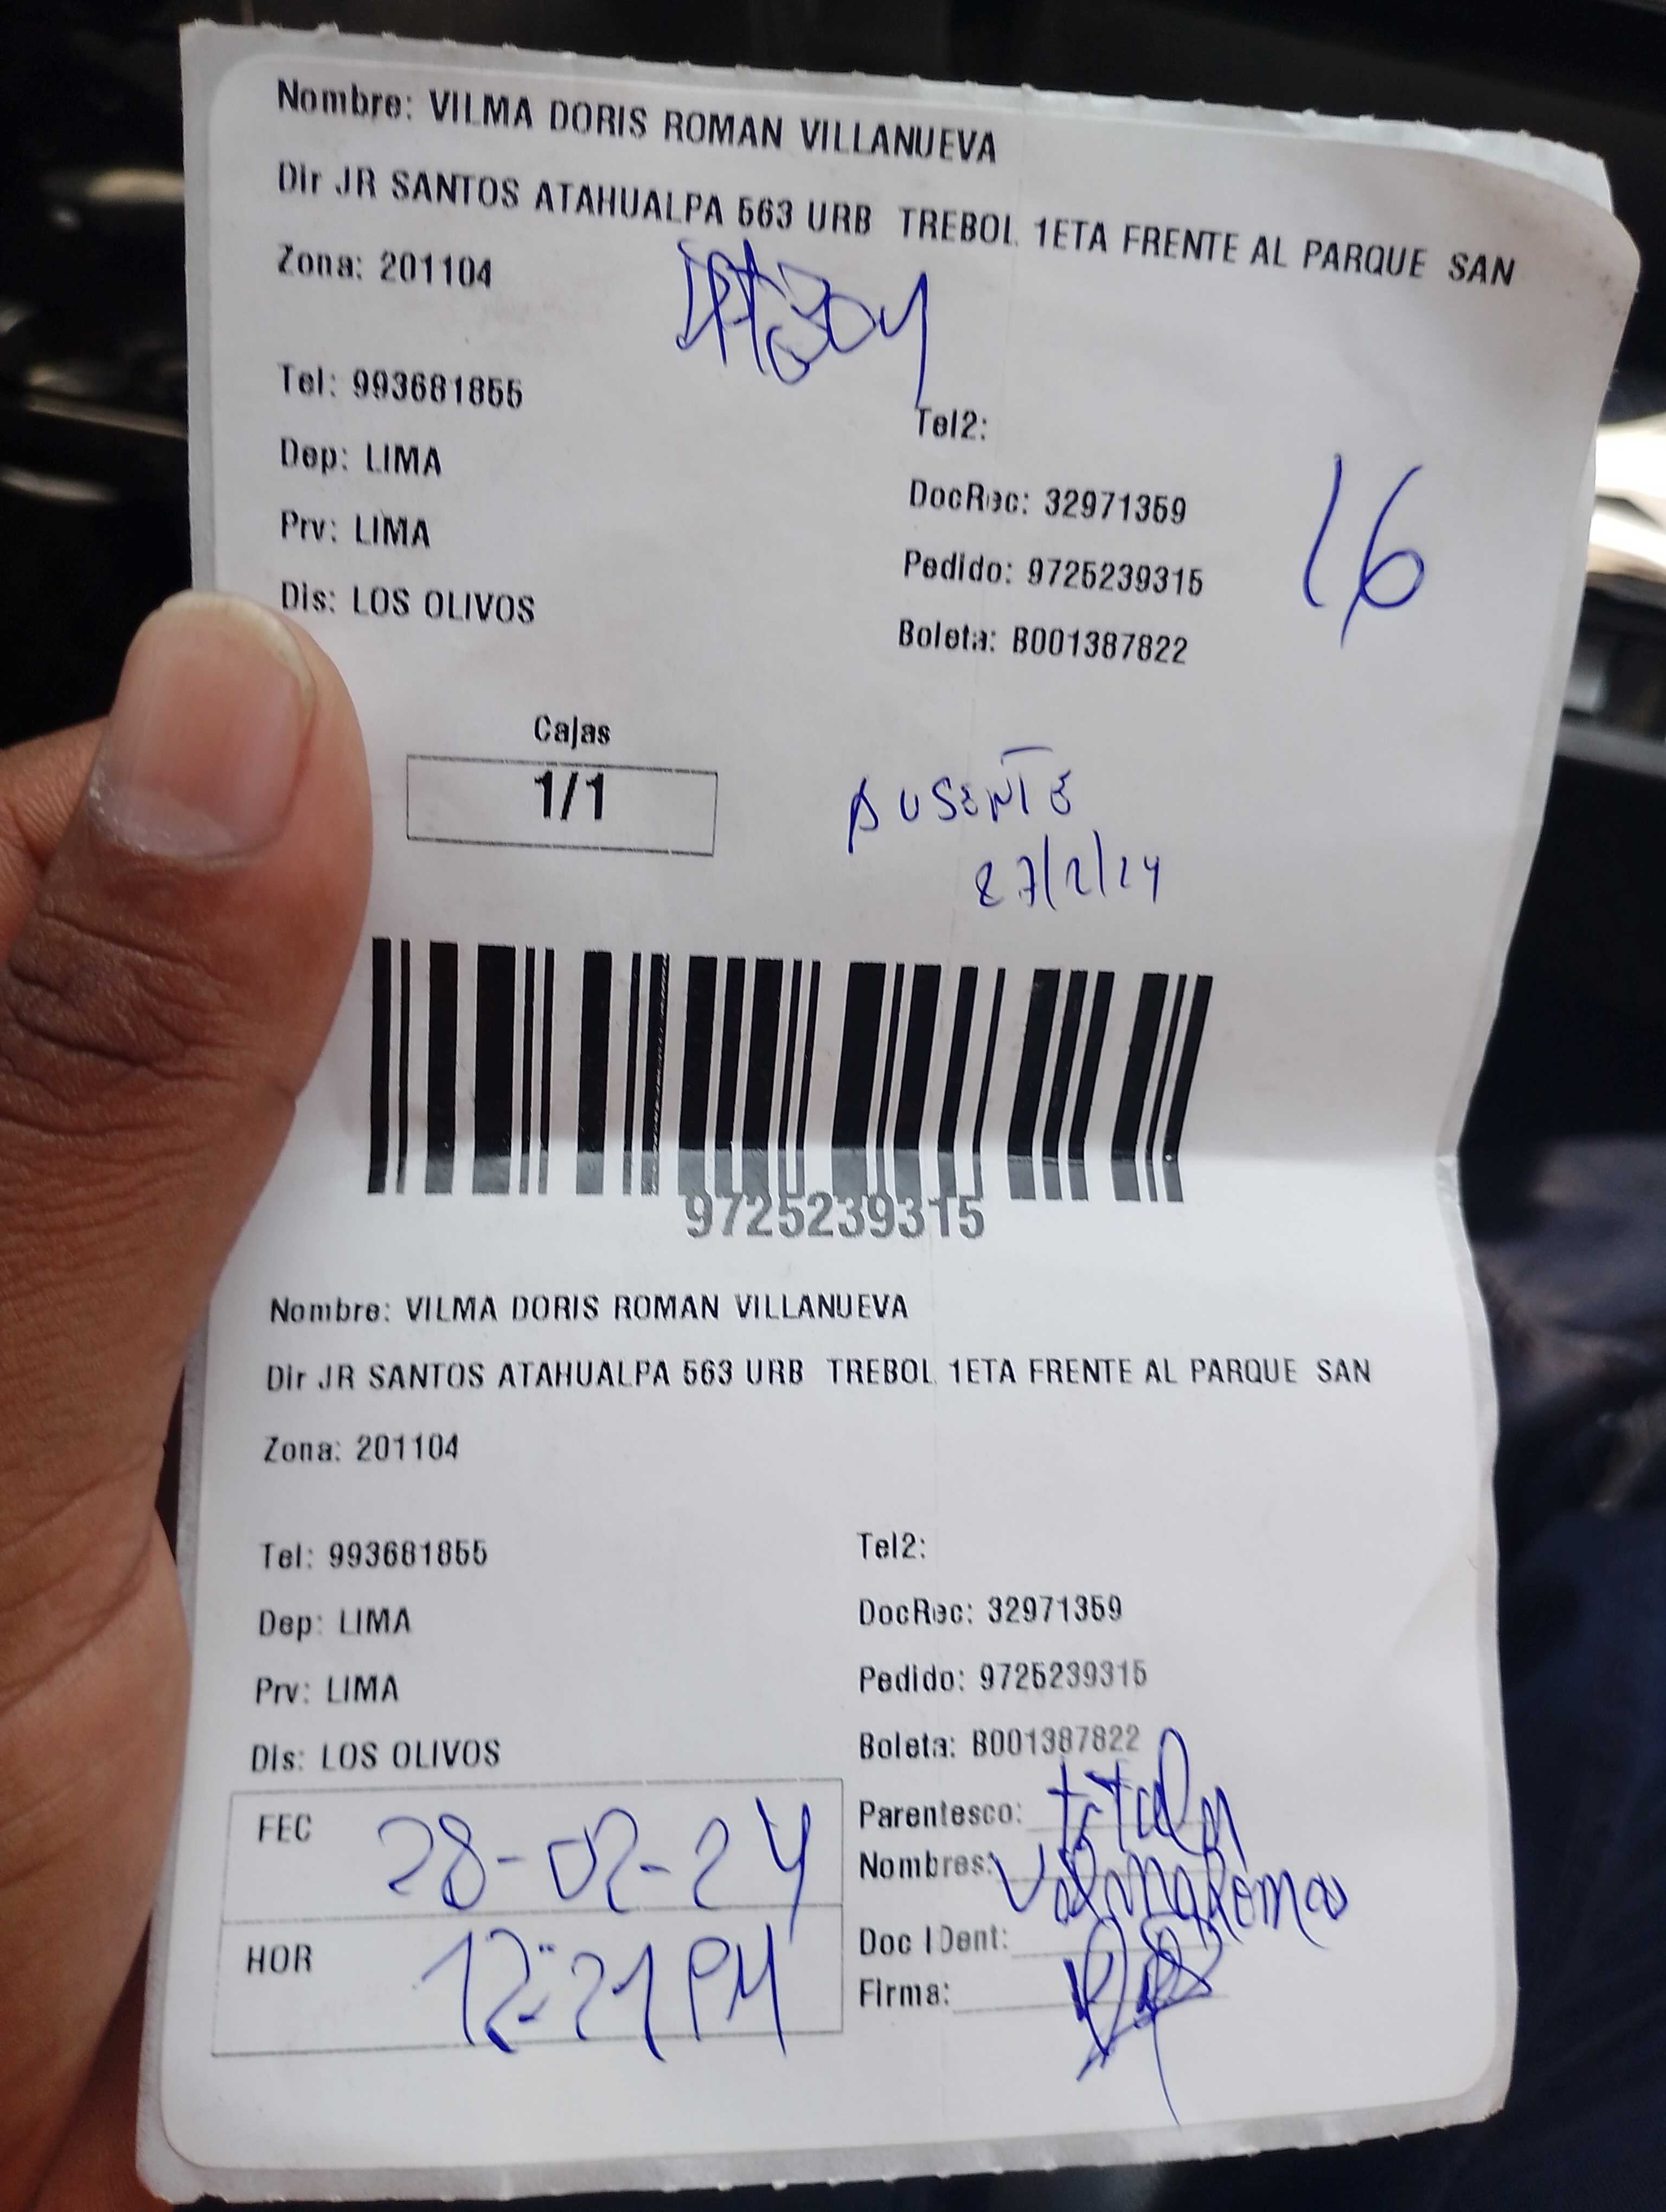 Nombre: VILMA DORIS ROMAN VILLANUEVA
Dir JR SANTOS ATAHUALPA 563 URB TREBOL 1ETA FRENTE AL PARQUE SAN
Zona: 201104
Tel: 993681855
Tel2:
Dep: LIMA
DocRec: 32971359
16
Prv: LIMA
Pedido: 9725239315
Dis: LOS OLIVOS
Boleta: B001387822
Cajas
1/1
AUSENTE
27/2/24
9725239315
Nombre: VILMA DORIS ROMAN VILLANUEVA
Dir JR SANTOS ATAHUALPA 563 URB TREBOL 1ETA FRENTE AL PARQUE SAN
Zona: 201104
Tel: 993681855
Tel2:
Dep: LIMA
DocRec: 32971359
Prv: LIMA
Pedido: 9725239315
Dis: LOS OLIVOS
Boleta: B001387822
FEC 28-02-24
Parentesco:
Nombres: Vilma Roman
HOR 12:21 PM
Doc IDent:
Firma: